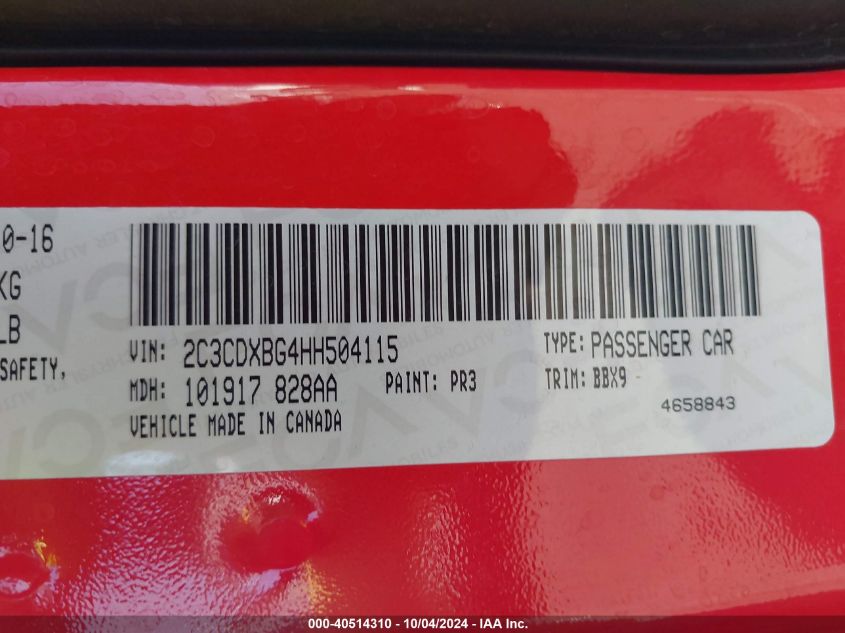 0-16
KG
LB
SAFETY,
VIN: 2C3CDXBG4HH504115 TYPE: PASSENGER CAR
MDH: 101917 828AA PAINT: PR3 TRIM: BBX9
4658843
VEHICLE MADE IN CANADA
000-40514310 - 10/04/2024 - IAA Inc.